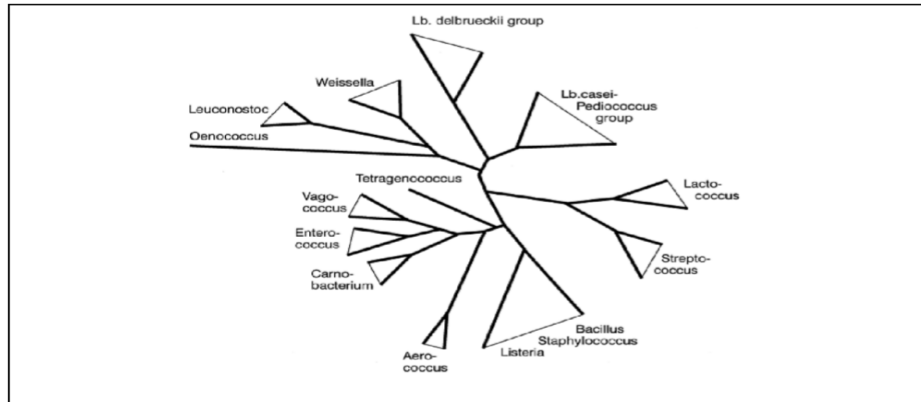 Lb. delbrueckii group
Weissella
Lb.casei-
Pediococcus
group
Leuconostoc
Oenococcus
Tetragenococcus
Lacto-
coccus
Vago-
coccus
Entero-
coccus
Strepto-
coccus
Carno-
bacterium
Bacillus
Staphylococcus
Listeria
Aero-
coccus